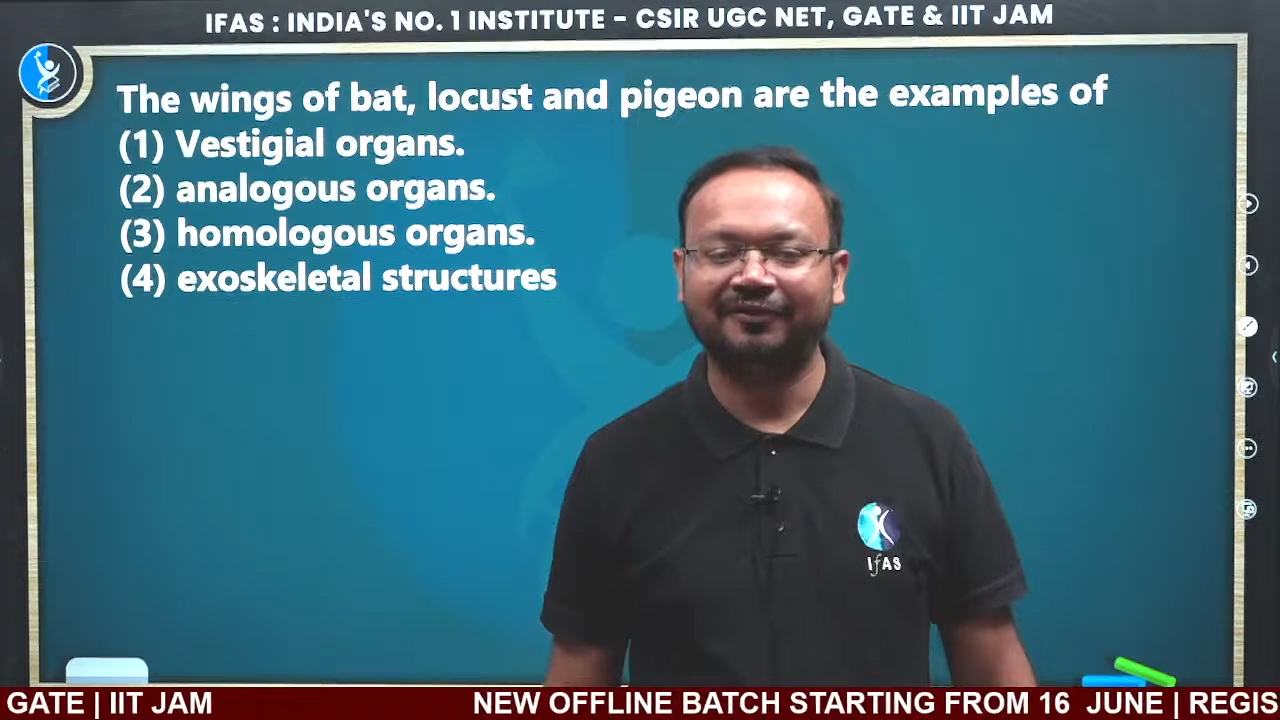 IFAS : INDIA'S NO. 1 INSTITUTE - CSIR UGC NET, GATE & IIT JAM
The wings of bat, locust and pigeon are the examples of
(1) Vestigial organs.
(2) analogous organs.
(3) homologous organs.
(4) exoskeletal structures
IfAS
GATE | IIT JAM NEW OFFLINE BATCH STARTING FROM 16 JUNE | REGIS